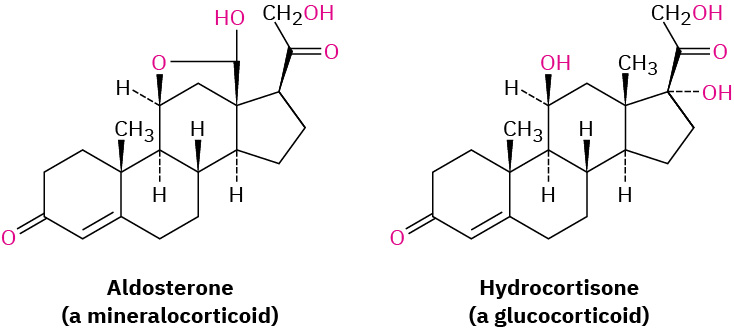 HO CH2OH
O O
H
CH3 H
H H
O
Aldosterone
(a mineralocorticoid)
CH2OH
OH CH3 O
H OH
CH3 H
H H
O
Hydrocortisone
(a glucocorticoid)